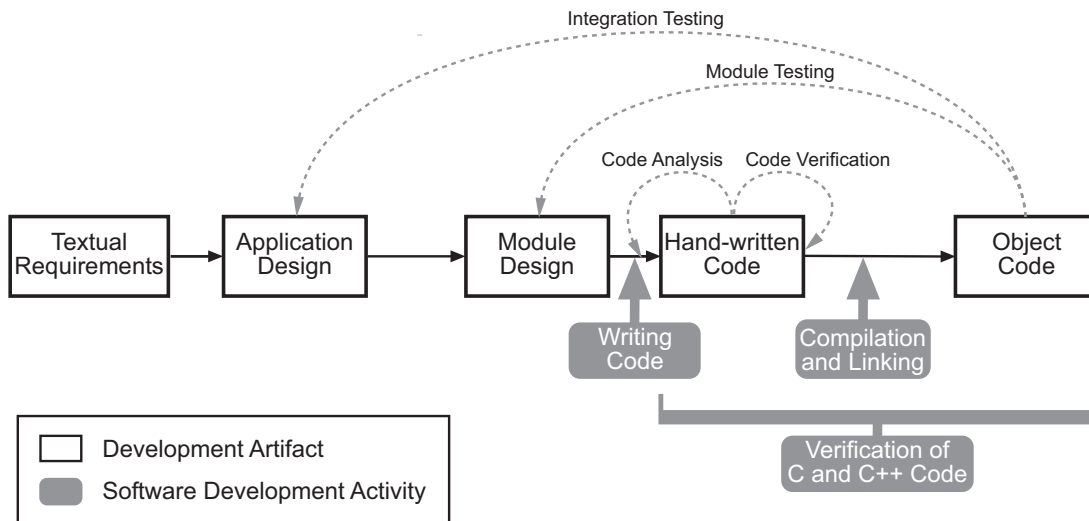 Integration Testing
Module Testing
Code Analysis
Code Verification
Textual
Requirements
Application
Design
Module
Design
Hand-written
Code
Object
Code
Writing
Code
Compilation
and Linking
Verification of
C and C++ Code
Development Artifact
Software Development Activity